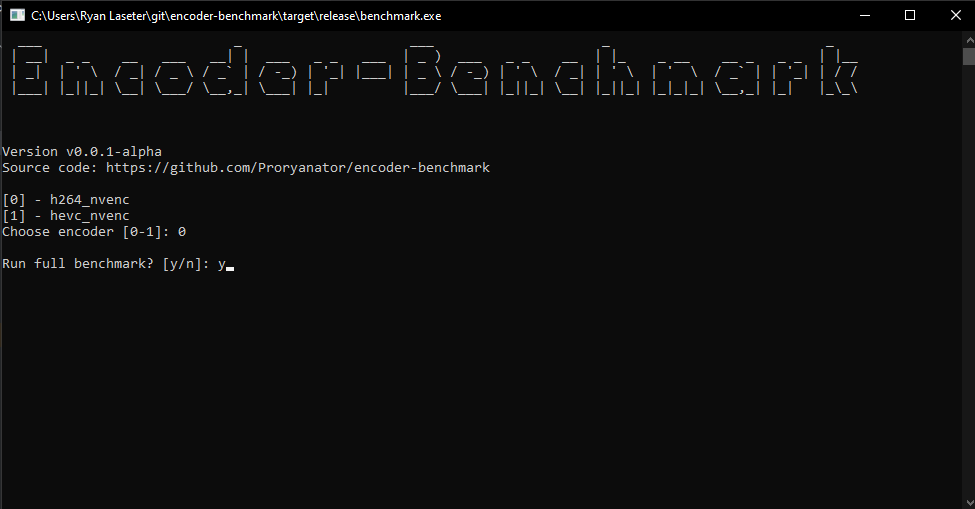 C:\Users\Ryan Laseter\git\encoder-benchmark\target\release\benchmark.exe
Encoder-Benchmark
Version v0.0.1-alpha
Source code: https://github.com/Proryanator/encoder-benchmark
[0] - h264_nvenc
[1] - hevc_nvenc
Choose encoder [0-1]: 0
Run full benchmark? [y/n]: y